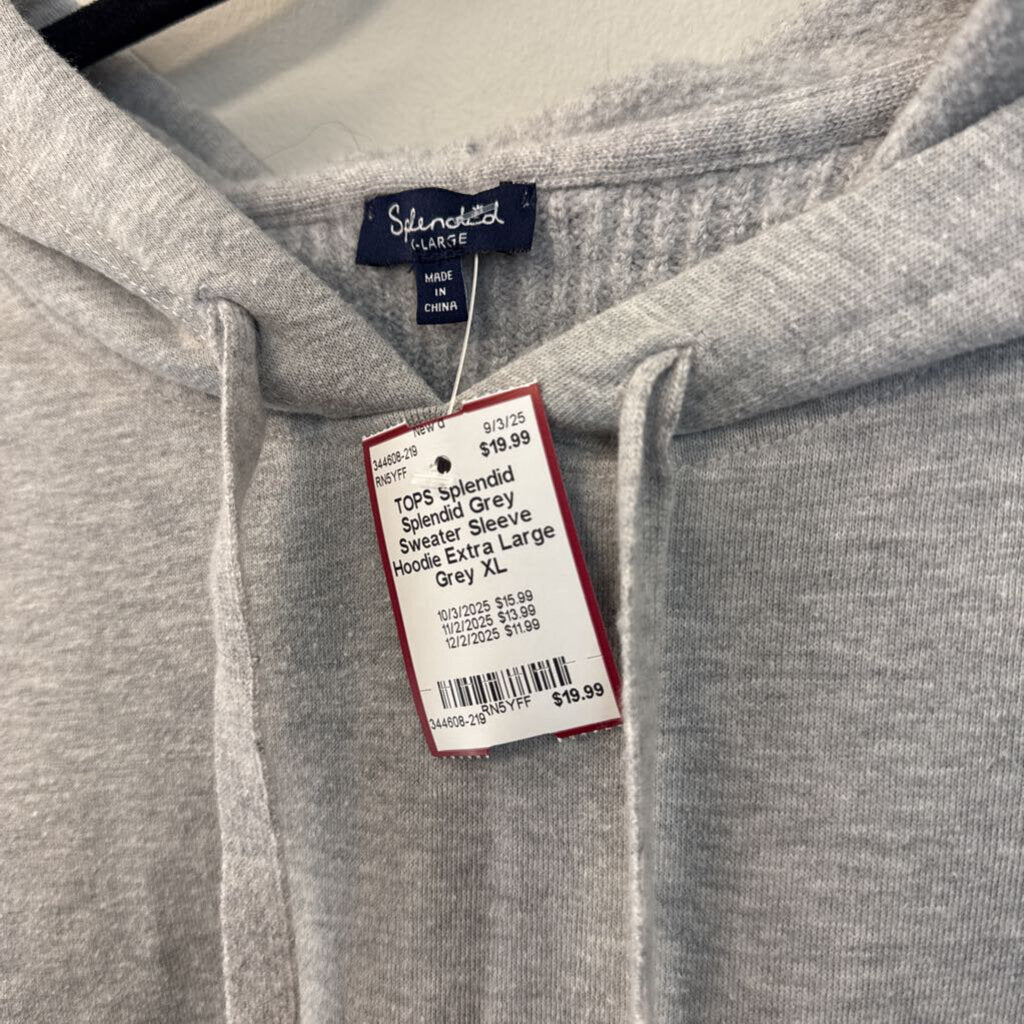 Splendid
X-LARGE
MADE
IN
CHINA
9/3/25
344608-219
$19.99
RN5YFF
TOPS Splendid
Splendid Grey
Sweater Sleeve
Hoodie Extra Large
Grey XL
10/3/2025 $15.99
11/2/2025 $13.99
12/2/2025 $11.99
RN5YFF
$19.99
344608-219